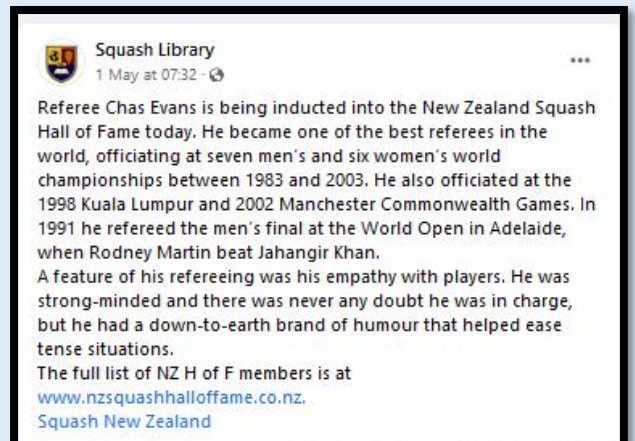 Squash Library
1 May at 07:32 ·
Referee Chas Evans is being inducted into the New Zealand Squash
Hall of Fame today. He became one of the best referees in the
world, officiating at seven men's and six women's world
championships between 1983 and 2003. He also officiated at the
1998 Kuala Lumpur and 2002 Manchester Commonwealth Games. In
1991 he refereed the men's final at the World Open in Adelaide,
when Rodney Martin beat Jahangir Khan.
A feature of his refereeing was his empathy with players. He was
strong-minded and there was never any doubt he was in charge,
but he had a down-to-earth brand of humour that helped ease
tense situations.
The full list of NZ H of F members is at
www.nzsquashhalloffame.co.nz.
Squash New Zealand